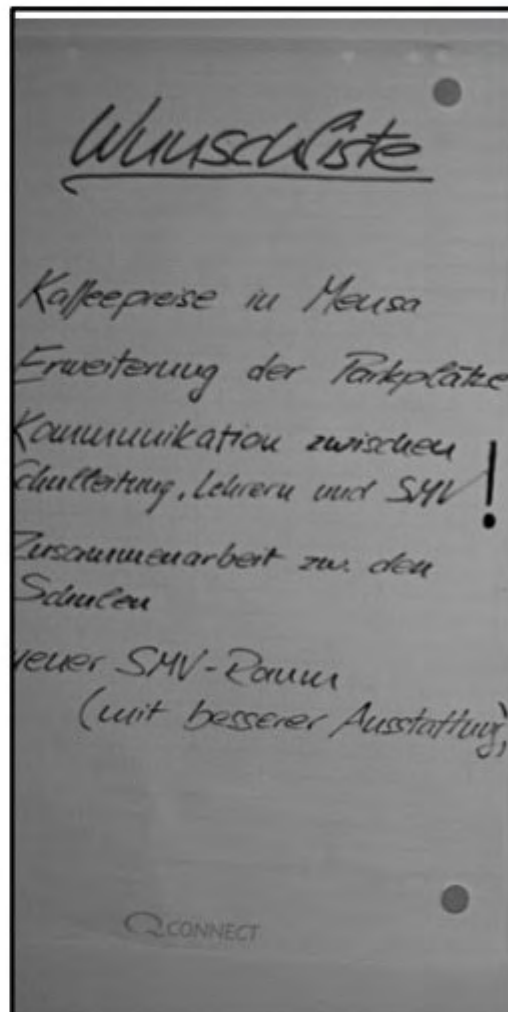 Wunschliste
Kaffeepreise in Mensa
Erweiterung der Parkplätze
Kommunikation zwischen
Schulleitung, Lehrern und SMV !
Zusammenarbeit zw. den
Schulen
neuer SMV-Raum
(mit besserer Ausstattung)
Q CONNECT